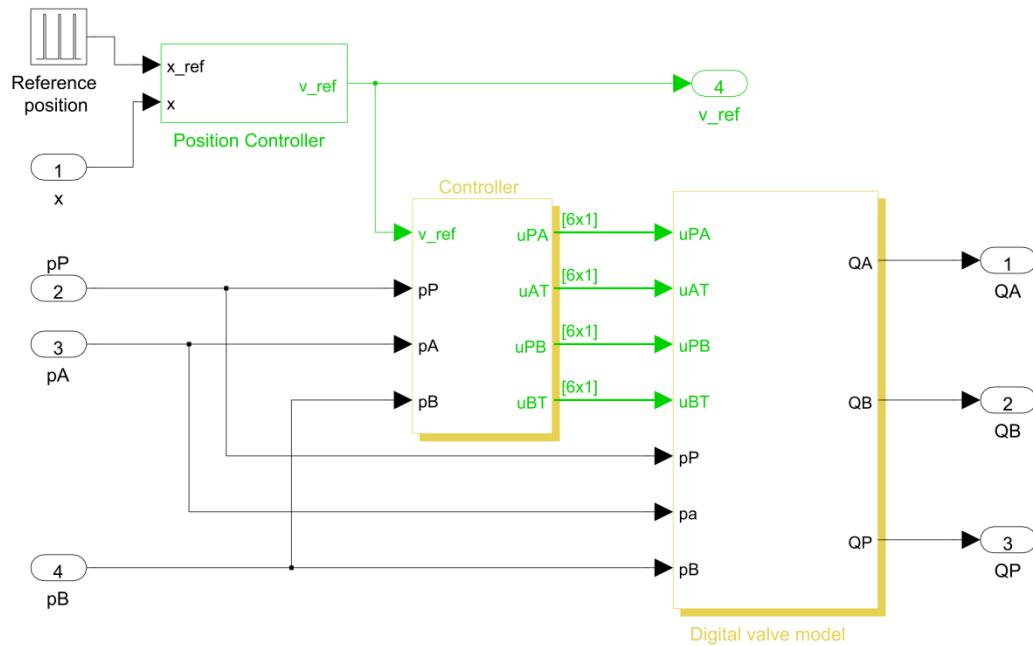 Reference
position
x_ref
x
v_ref
Position Controller
4
v_ref
1
x
Controller
v_ref
pP
pA
pB
uPA
uAT
uPB
uBT
[6x1]
[6x1]
[6x1]
[6x1]
pP
2
3
pA
4
pB
uPA
uAT
uPB
uBT
pP
pa
pB
QA
QB
QP
Digital valve model
1
QA
2
QB
3
QP